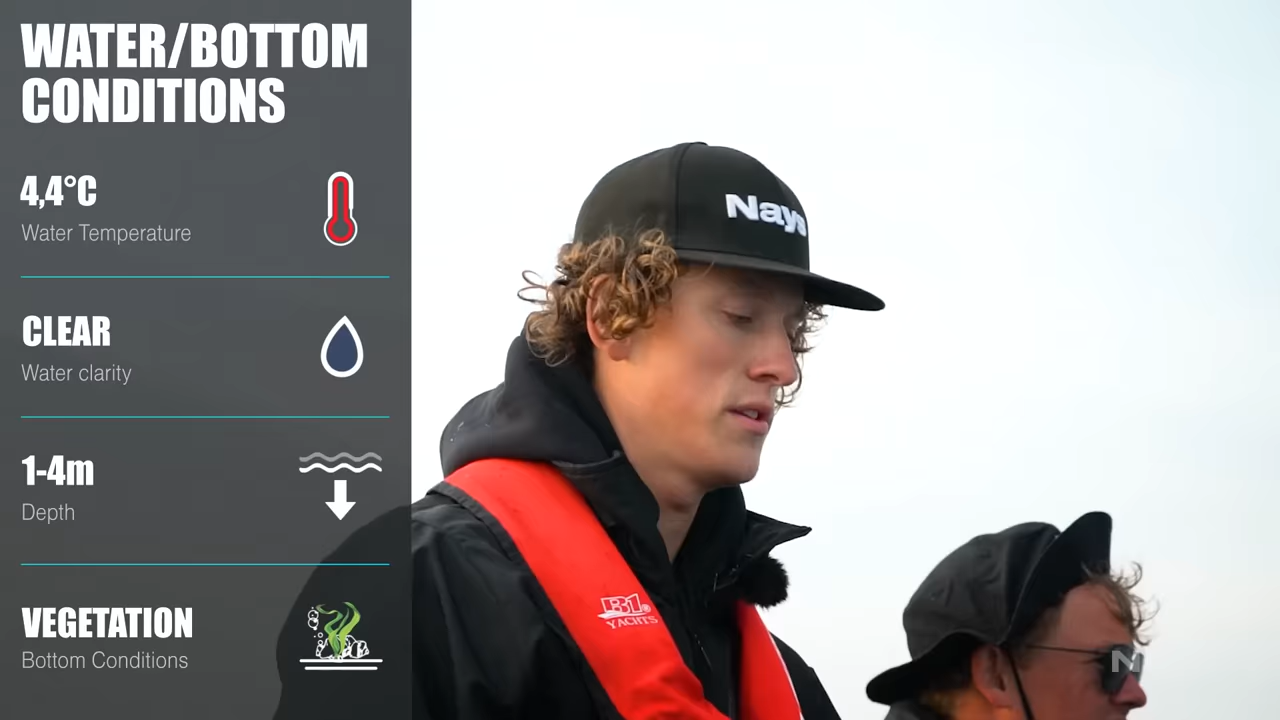 WATER/BOTTOM
CONDITIONS
4,4°C
Water Temperature
CLEAR
Water clarity
1-4m
Depth
VEGETATION
Bottom Conditions
Nays
B1
YACHTS
N